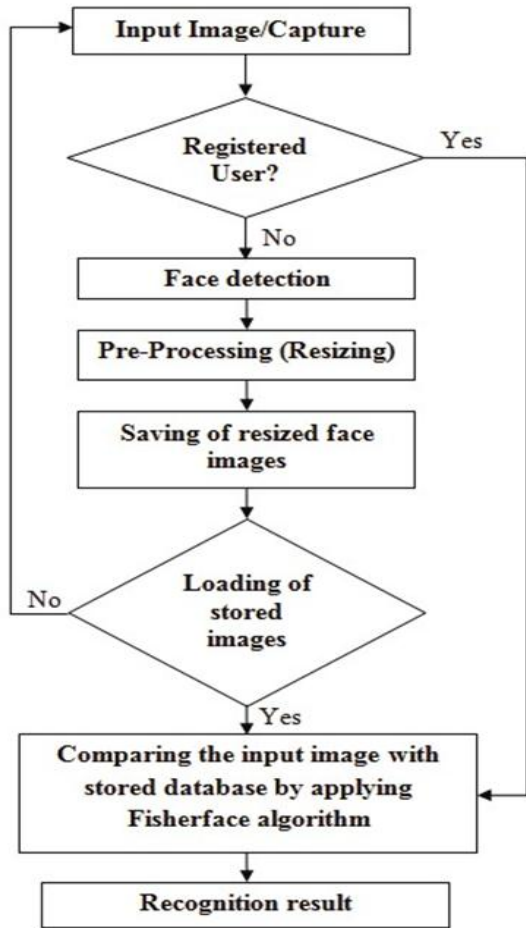 Input Image/Capture
Registered
User?
Yes
No
Face detection
Pre-Processing (Resizing)
Saving of resized face
images
Loading of
stored
images
No
Yes
Comparing the input image with
stored database by applying
Fisherface algorithm
Recognition result